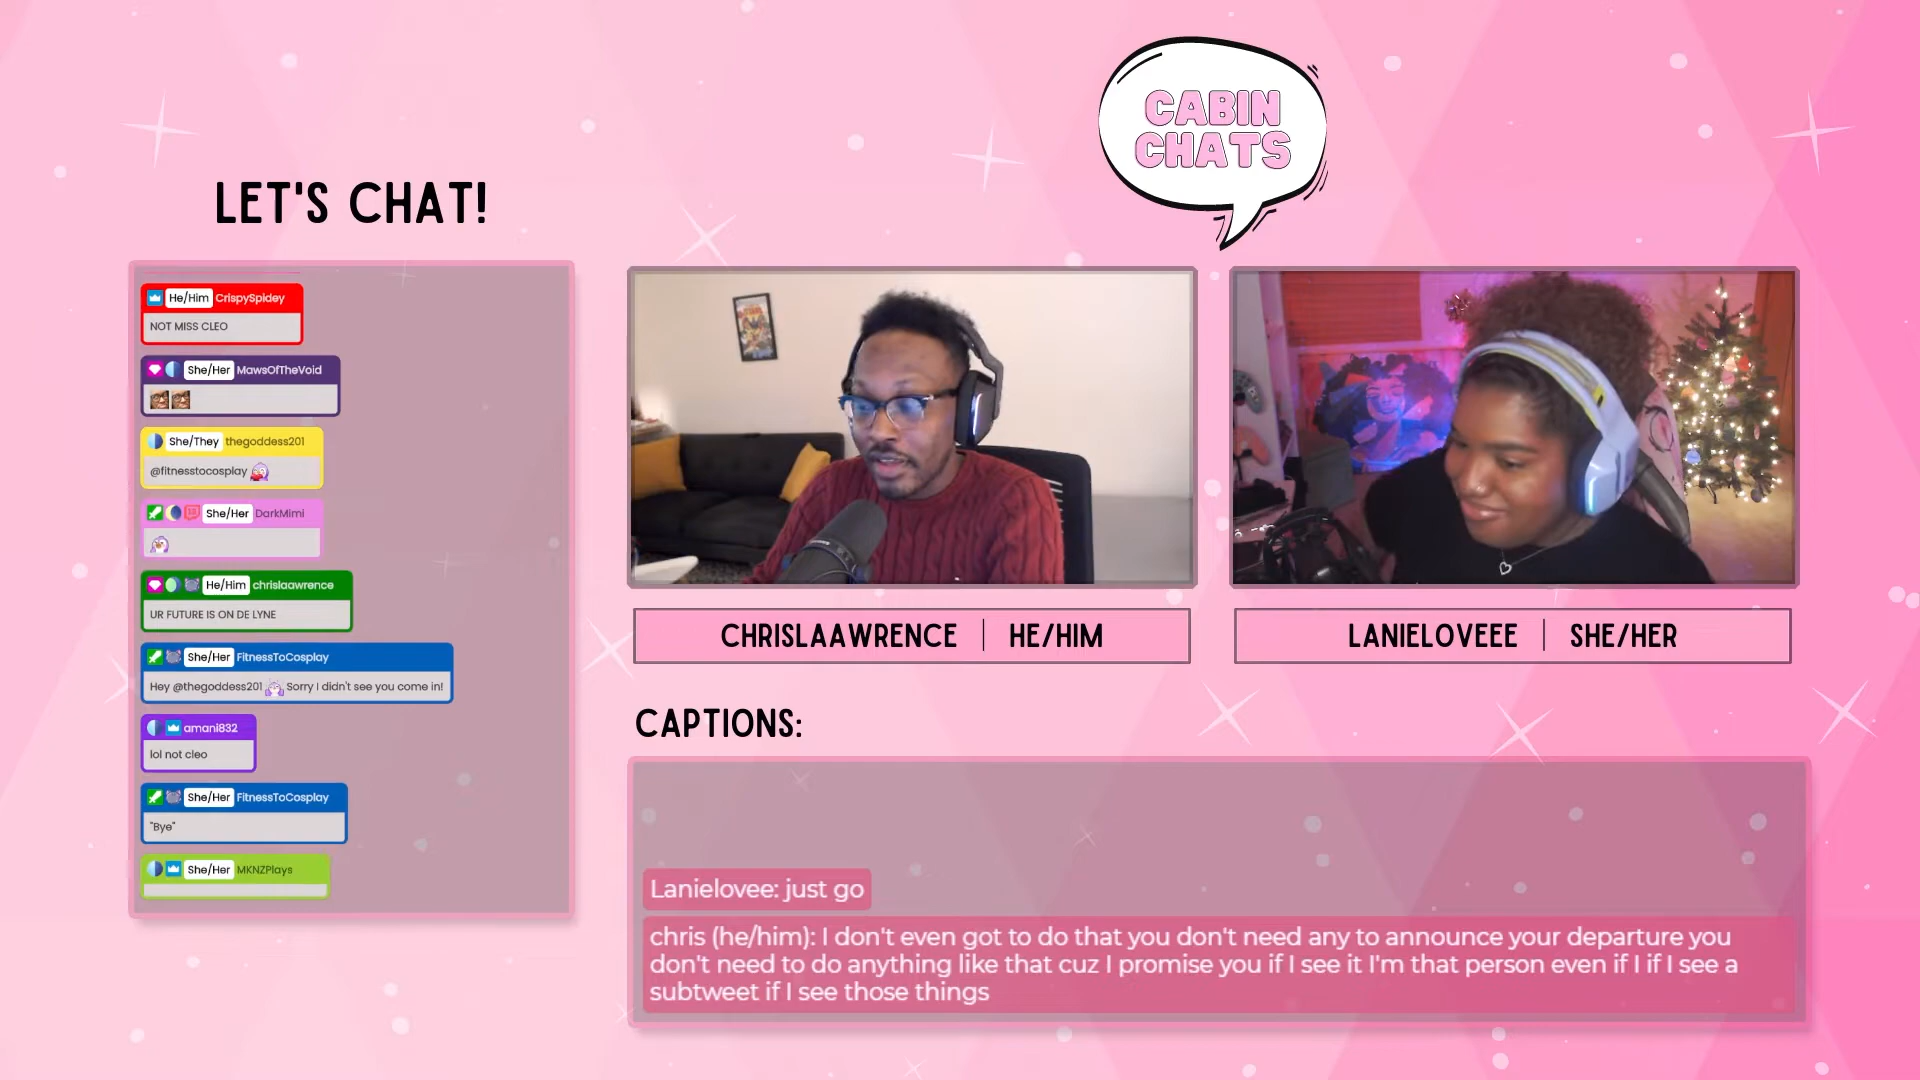 CABIN
CHATS
LET'S CHAT!
He/Him CrispySpidey
NOT MISS CLEO
She/Her MawsOfTheVoid
She/They thegoddess201
@fitnesstocosplay
She/Her DarkMimi
He/Him chrislaawrence
UR FUTURE IS ON DE LYNE
She/Her FitnessToCosplay
Hey @thegoddess201 Sorry I didn't see you come in!
amani832
lol not cleo
She/Her FitnessToCosplay
"Bye"
She/Her MKNZPlays
CHRISLAAWRENCE | HE/HIM
LANIELOVEEE | SHE/HER
CAPTIONS:
Lanielovee: just go
chris (he/him): I don't even got to do that you don't need any to announce your departure you
don't need to do anything like that cuz I promise you if I see it I'm that person even if I if I see a
subtweet if I see those things